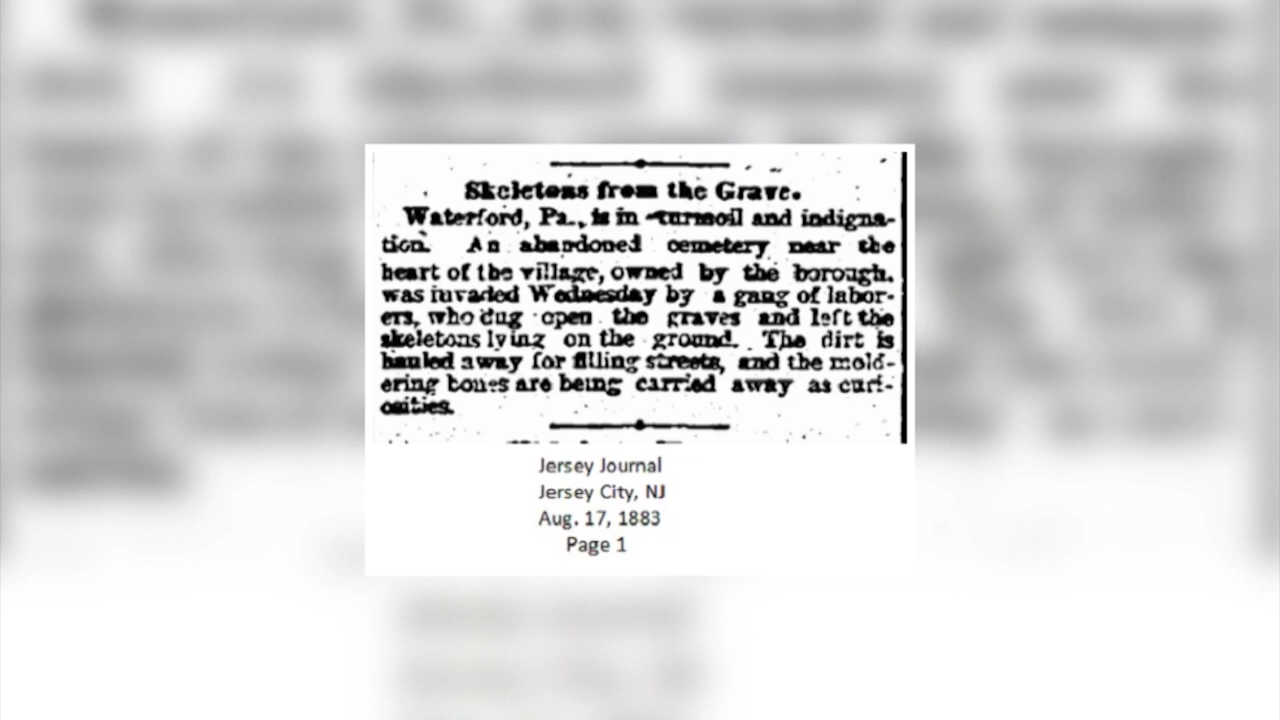 Skeletons from the Grave.
Waterford, Pa., is in turmoil and indigna-
tion. An abandoned cemetery near the
heart of the village, owned by the borough,
was invaded Wednesday by a gang of labor-
ers, who dug open the graves and left the
skeletons lying on the ground. The dirt is
hauled away for filling streets, and the mold-
ering bones are being carried away as curi-
osities.
Jersey Journal
Jersey City, NJ
Aug. 17, 1883
Page 1